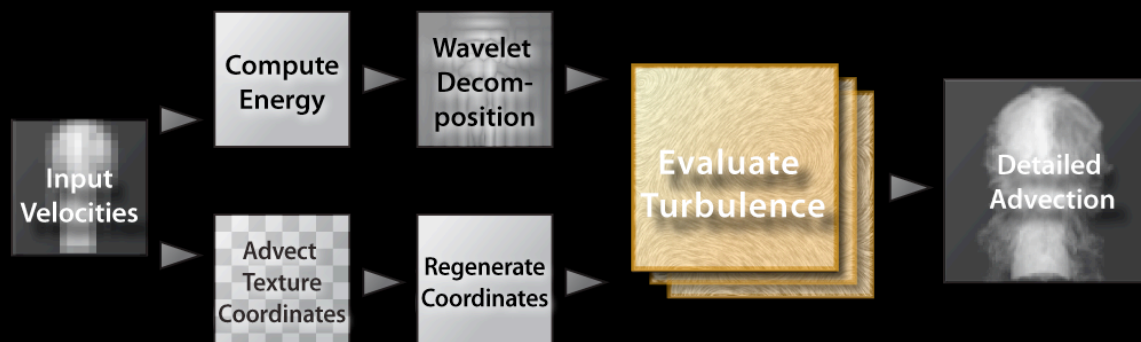 Input
Velocities
Compute
Energy
Wavelet
Decom-
position
Advect
Texture
Coordinates
Regenerate
Coordinates
Evaluate
Turbulence
Detailed
Advection